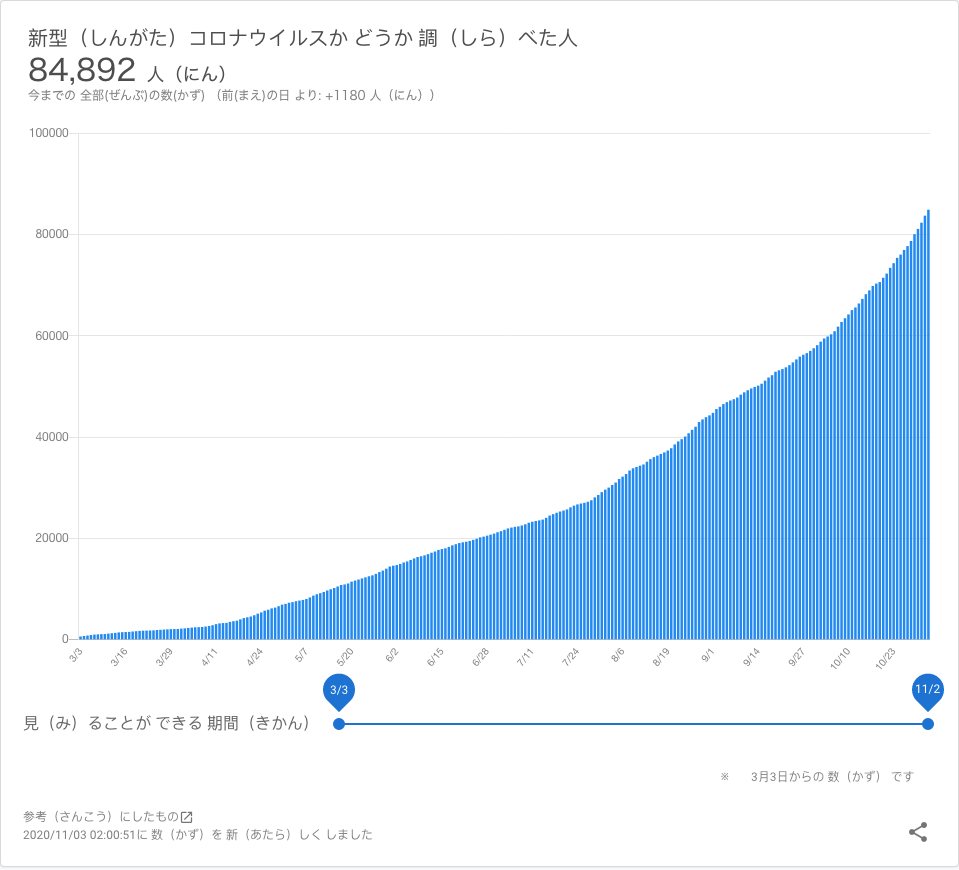 新型（しんがた）コロナウイルスか どうか 調（しら）べた人
84,892 人（にん）
今までの 全部(ぜんぶ)の数(かず) （前(まえ)の日 より: +1180 人（にん））
100000
80000
60000
40000
20000
0
3/3 3/16 3/29 4/11 4/24 5/7 5/20 6/2 6/15 6/28 7/11 7/24 8/6 8/19 9/1 9/14 9/27 10/10 10/23
3/3 11/2
見（み）ることが できる 期間（きかん）
※ 3月3日からの 数（かず） です
参考（さんこう）にしたもの
2020/11/03 02:00:51に 数（かず）を 新（あたら）しく しました